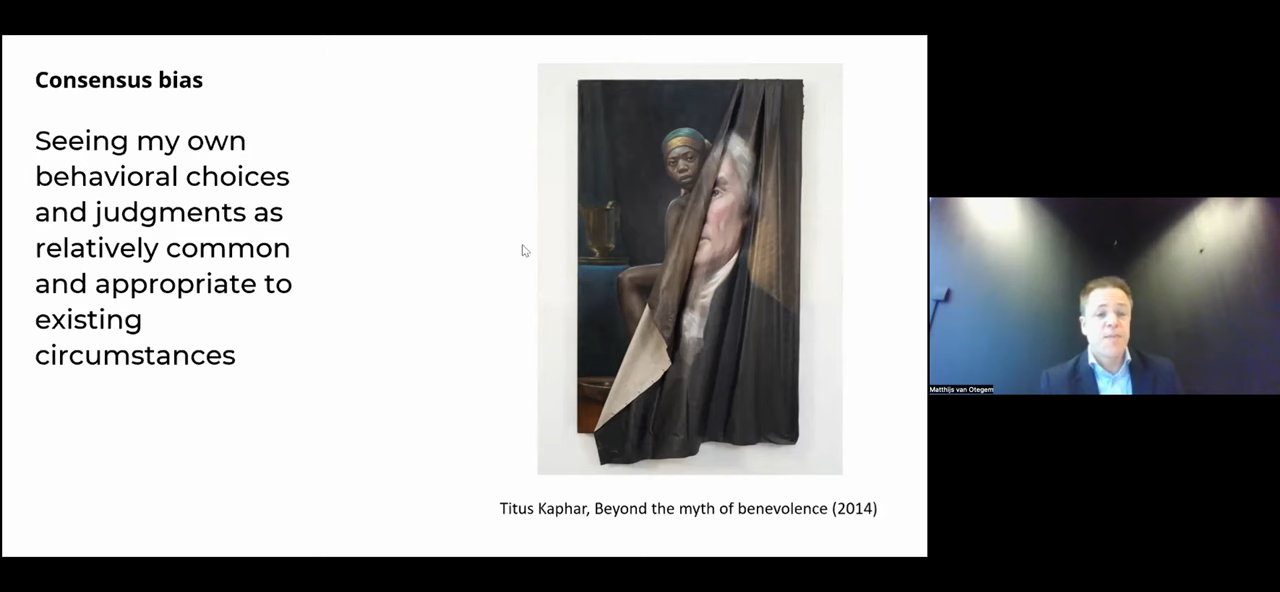 Consensus bias
Seeing my own
behavioral choices
and judgments as
relatively common
and appropriate to
existing
circumstances
Titus Kaphar, Beyond the myth of benevolence (2014)
Matthijs van Otegem